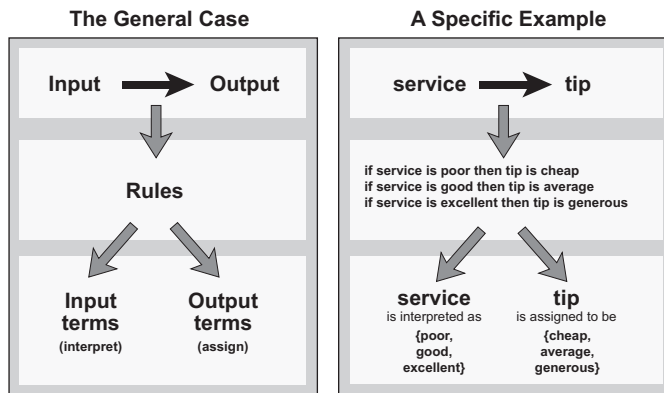 The General Case
Input Output
Rules
Input terms
(interpret)
Output terms
(assign)
A Specific Example
service tip
if service is poor then tip is cheap
if service is good then tip is average
if service is excellent then tip is generous
service
is interpreted as
{poor,
good,
excellent}
tip
is assigned to be
{cheap,
average,
generous}